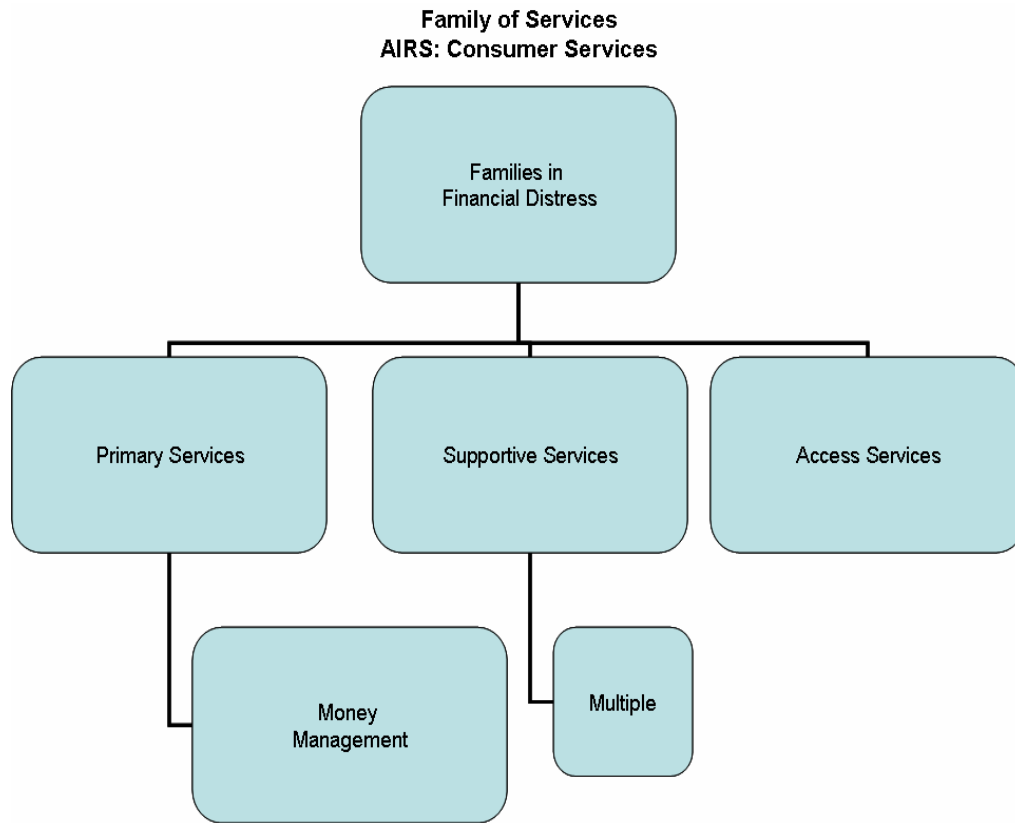 Family of Services
AIRS: Consumer Services
Families in
Financial Distress
Primary Services
Supportive Services
Access Services
Money
Management
Multiple